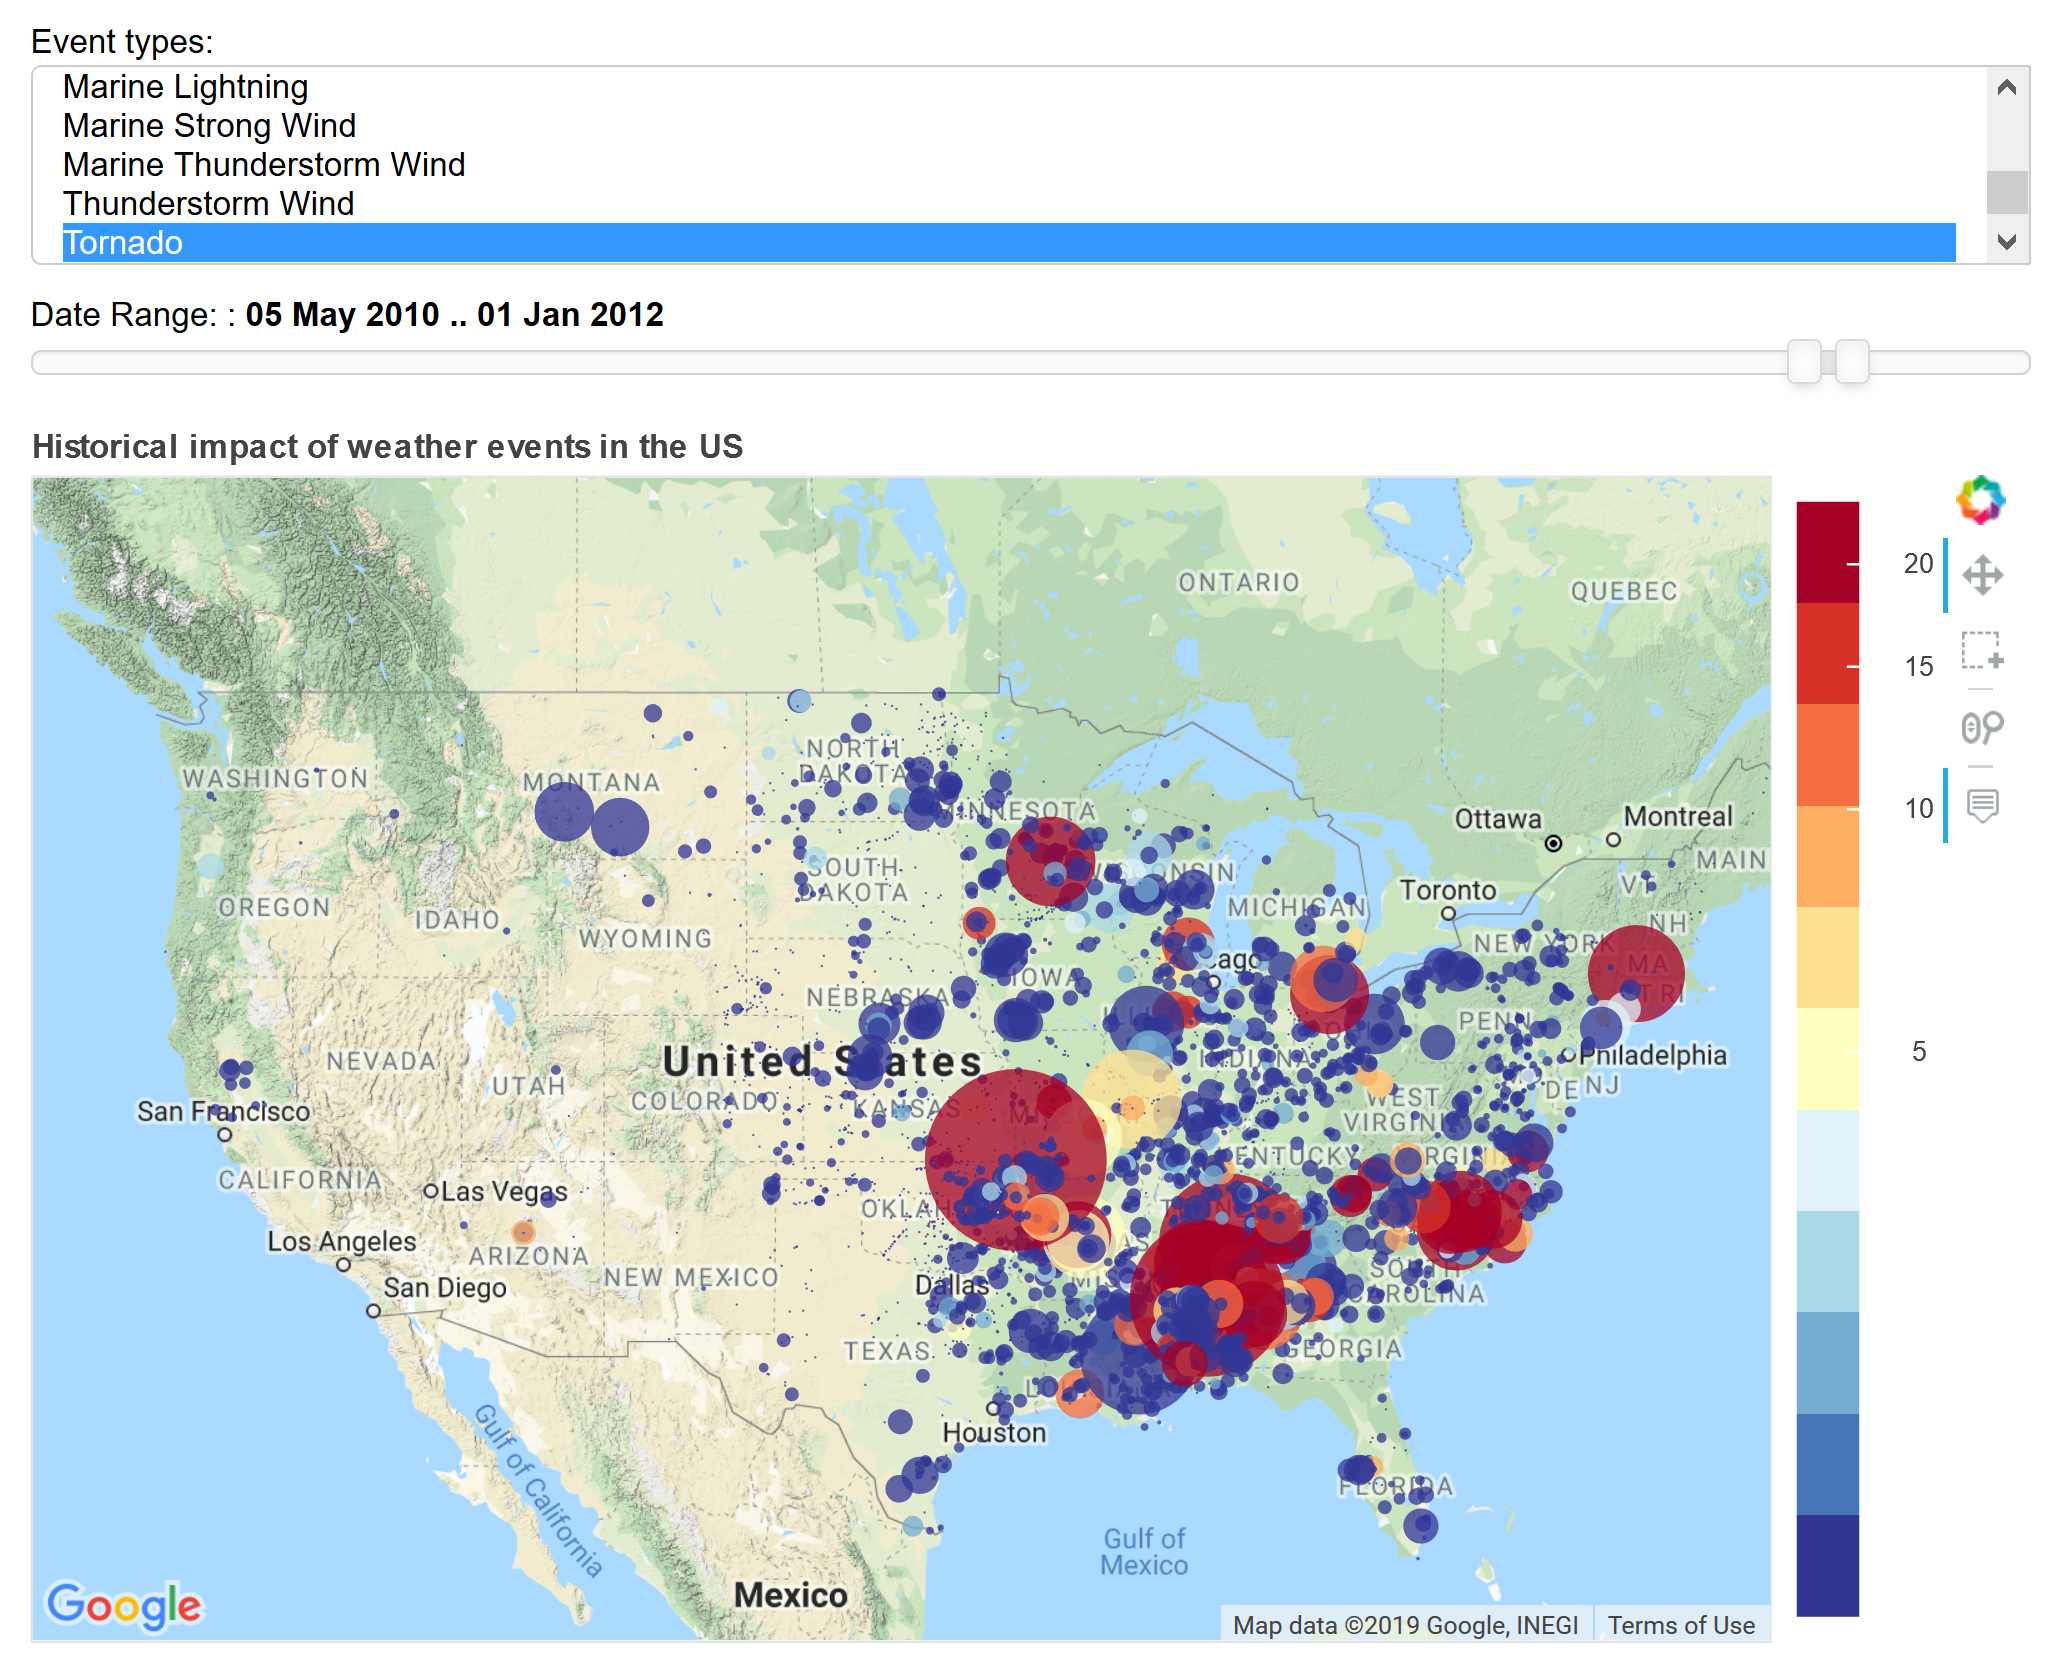 Event types:
Marine Lightning
Marine Strong Wind
Marine Thunderstorm Wind
Thunderstorm Wind
Tornado
Date Range: : 05 May 2010 .. 01 Jan 2012
Historical impact of weather events in the US
20
15
10
5
ONTARIO
QUEBEC
NORTH
DAKOTA
WASHINGTON
MONTANA
MINNESOTA
Ottawa
Montreal
MAIN
SOUTH
DAKOTA
WISCONSIN
VT
Toronto
OREGON
IDAHO
MICHIGAN
NH
WYOMING
NEW YORK
MA
ago
IOWA
NEBRASKA
CT RI
PENN
United States
NEVADA
INDIANA
Philadelphia
UTAH
DE
NJ
COLORADO
KANSAS
WEST
VIRGINIA
San Francisco
KENTUCKY
CALIFORNIA
Las Vegas
OKLAH
Los Angeles
ARIZONA
NEW MEXICO
San Diego
Dallas
SOUTH
CAROLINA
TEXAS
GEORGIA
Houston
FLORIDA
Gulf of California
Gulf of
Mexico
Mexico
Google
Map data ©2019 Google, INEGI
Terms of Use